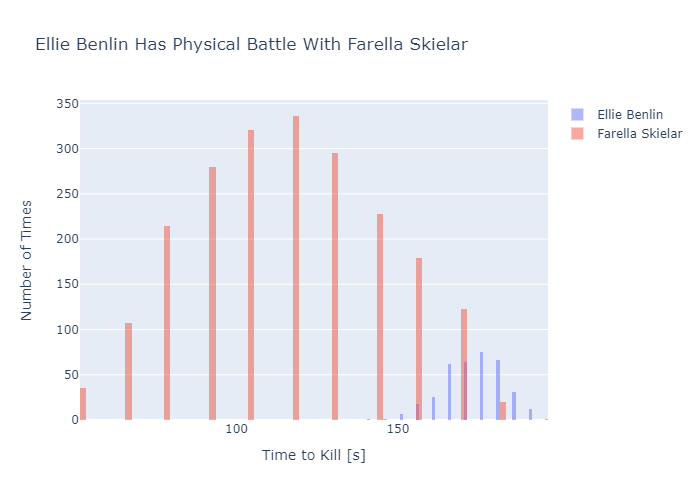 Ellie Benlin Has Physical Battle With Farella Skielar
Ellie Benlin
Farella Skielar
350
300
250
200
150
100
50
0
100
150
Number of Times
Time to Kill [s]